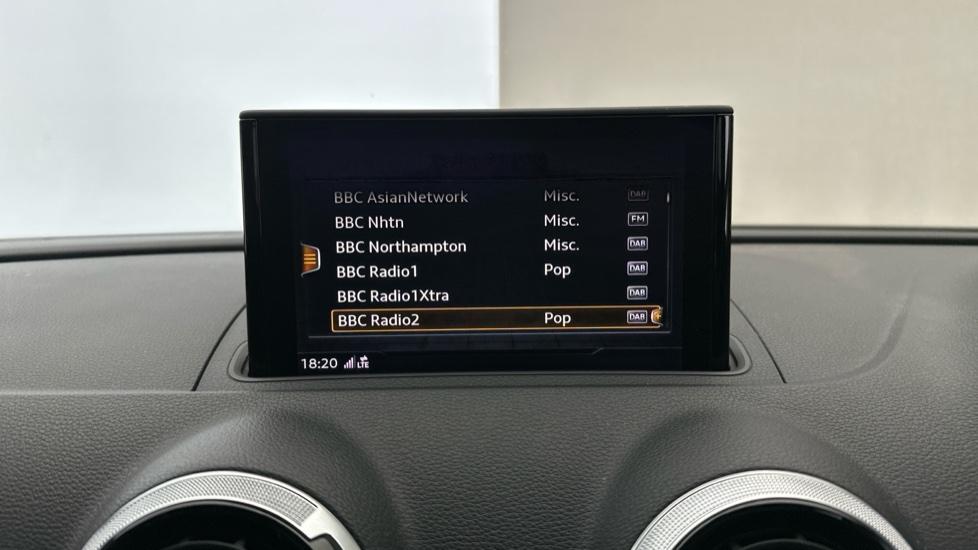 BBC AsianNetwork Misc. DAB
BBC Nhtn Misc. FM
BBC Northampton Misc. DAB
BBC Radio1 Pop DAB
BBC Radio1Xtra DAB
BBC Radio2 Pop DAB
18:20 LTE